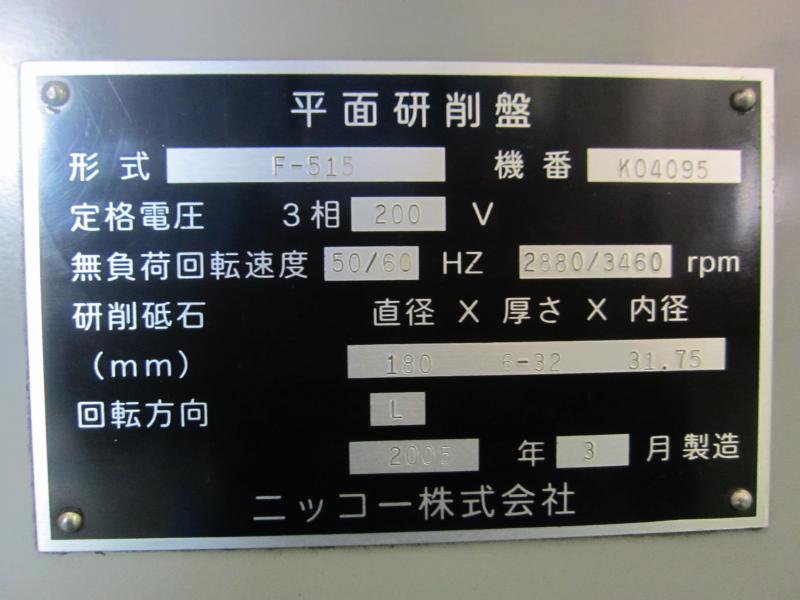 平面研削盤
形式 F-515 機番 K04095
定格電圧 3相 200 V
無負荷回転速度 50/60 HZ 2880/3460 rpm
研削砥石 直径 X 厚さ X 内径
(mm) 180 6-32 31.75
回転方向 L
2005 年 3 月製造
ニッコー株式会社